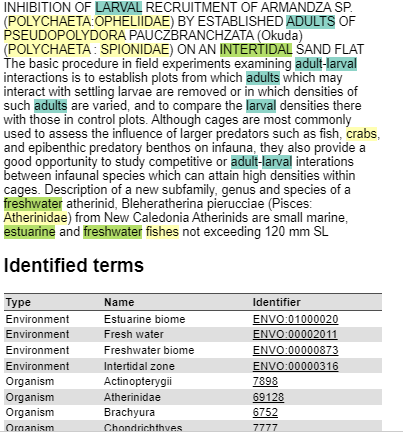 INHIBITION OF LARVAL RECRUITMENT OF ARMANDZA SP.
(POLYCHAETA:OPHELIIDAE) BY ESTABLISHED ADULTS OF
PSEUDOPOLYDORA PAUCZBRANCHZATA (Okuda)
(POLYCHAETA : SPIONIDAE) ON AN INTERTIDAL SAND FLAT
The basic procedure in field experiments examining adult-larval
interactions is to establish plots from which adults which may
interact with settling larvae are removed or in which densities of
such adults are varied, and to compare the larval densities there
with those in control plots. Although cages are most commonly
used to assess the influence of larger predators such as fish, crabs,
and epibenthic predatory benthos on infauna, they also provide a
good opportunity to study competitive or adult-larval interations
between infaunal species which can attain high densities within
cages. Description of a new subfamily, genus and species of a
freshwater atherinid, Bleheratherina pierucciae (Pisces:
Atherinidae) from New Caledonia Atherinids are small marine,
estuarine and freshwater fishes not exceeding 120 mm SL
Identified terms
Type Name Identifier
Environment Estuarine biome ENVO:01000020
Environment Fresh water ENVO:00002011
Environment Freshwater biome ENVO:00000873
Environment Intertidal zone ENVO:00000316
Organism Actinopterygii 7898
Organism Atherinidae 69128
Organism Brachyura 6752
Organism Chondrichthyes 7777